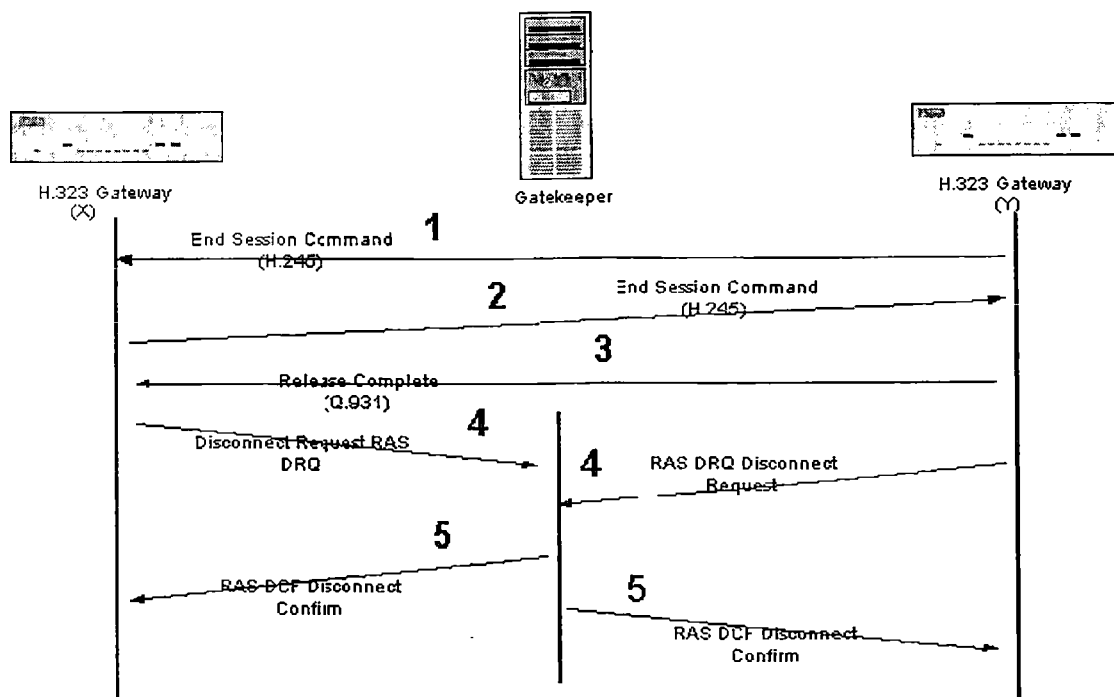 Gatekeeper
H.323 Gateway
(X)
H.323 Gateway
(Y)
1
End Session Command
(H.245)
2
End Session Command
(H.245)
3
Release Complete
(Q.931)
4
Disconnect Request RAS
DRQ
4
RAS DRQ Disconnect
Request
5
RAS DCF Disconnect
Confirm
5
RAS DCF Disconnect
Confirm